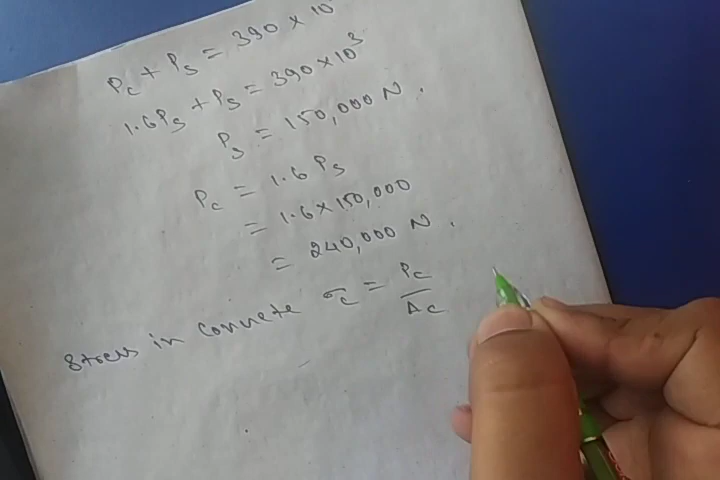 Pc + Ps = 390 × 10
1.6Ps + Ps = 390×10³
Ps = 150,000 N.
Pc = 1.6 Ps
= 1.6×150,000
= 240,000 N.
Stress in concrete σc = Pc/Ac